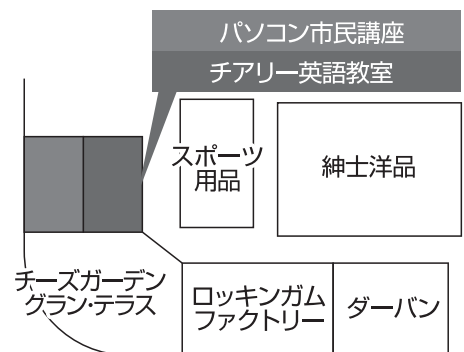 パソコン市民講座
チアリー英語教室
スポーツ
用品
紳士洋品
チーズガーデン
グラン・テラス
ロッキンガム
ファクトリー
ダーバン